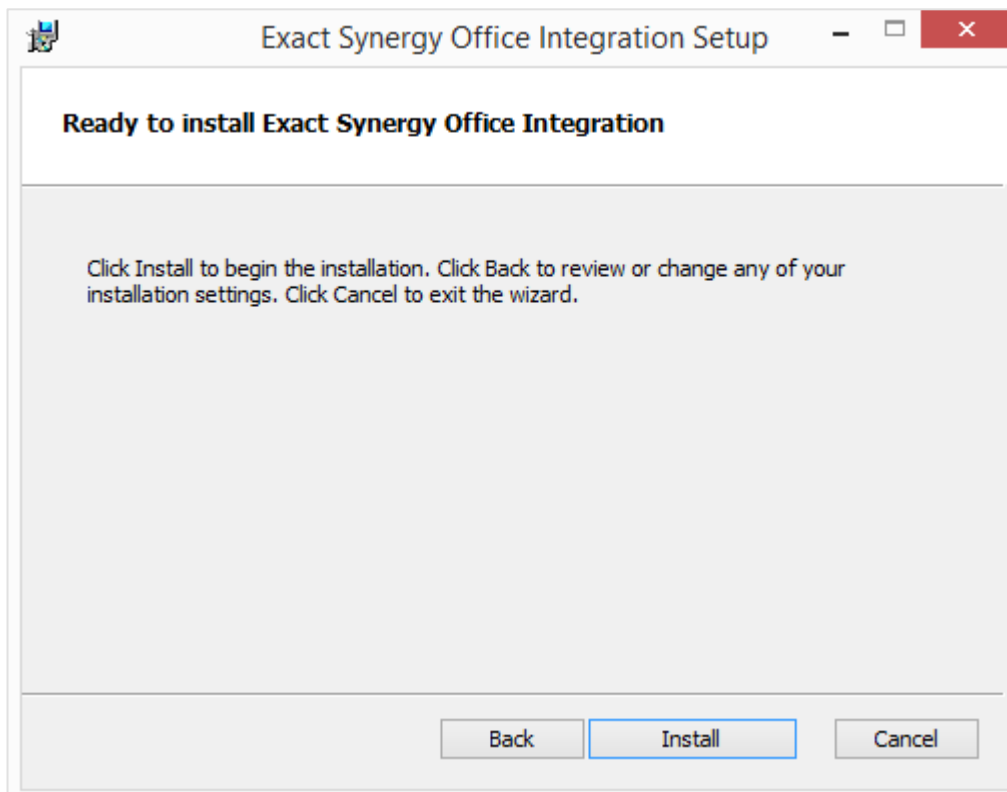 Exact Synergy Office Integration Setup
Ready to install Exact Synergy Office Integration
Click Install to begin the installation. Click Back to review or change any of your
installation settings. Click Cancel to exit the wizard.
Back Install Cancel